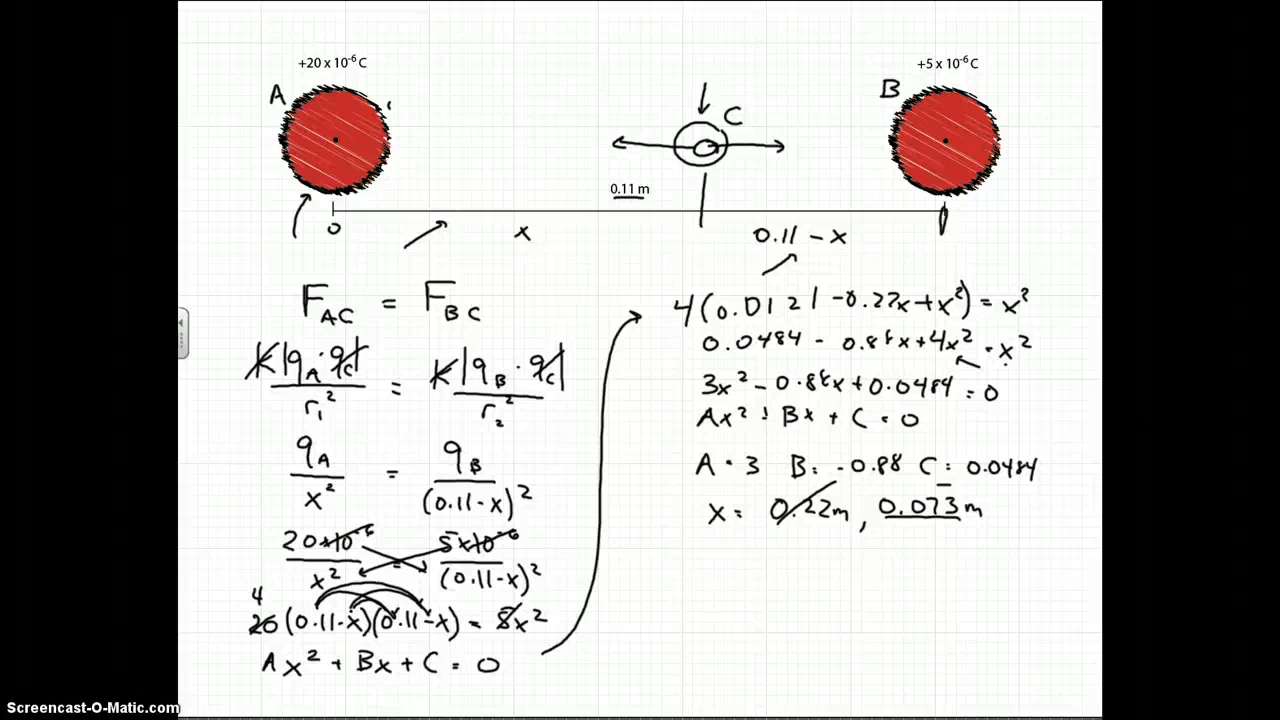 +20 x 10⁻⁶ C
+5 x 10⁻⁶ C
A
C
B
0.11 m
0
x
0.11 - x
F_AC = F_BC
k|q_A · q_C| / r₁² = k|q_B · q_C| / r₂²
q_A / x² = q_B / (0.11 - x)²
20x10⁻⁶ / x² = 5x10⁻⁶ / (0.11 - x)²
4
20(0.11 - x)(0.11 - x) = 5x²
Ax² + Bx + C = 0
4(0.0121 - 0.22x + x²) = x²
0.0484 - 0.88x + 4x² = x²
3x² - 0.88x + 0.0484 = 0
Ax² + Bx + C = 0
A = 3 B = -0.88 C = 0.0484
x = 0.22m, 0.073m
Screencast-O-Matic.com